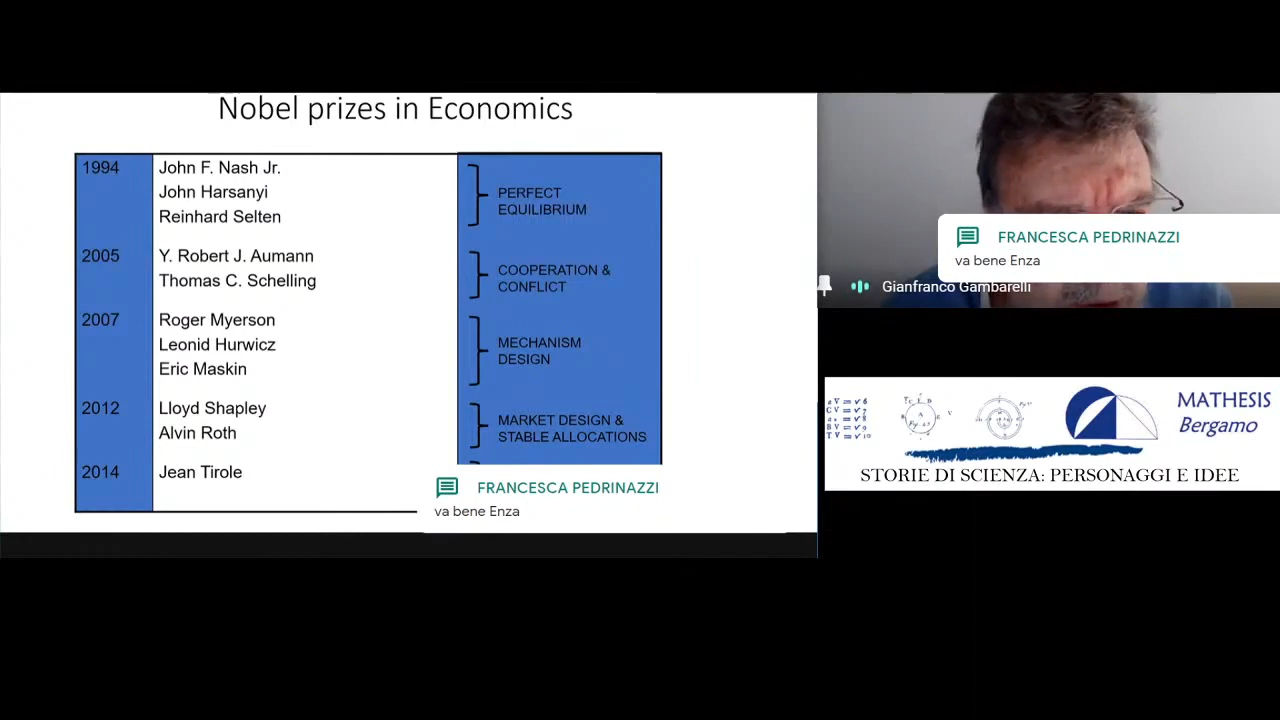 Nobel prizes in Economics
1994
John F. Nash Jr.
John Harsanyi
Reinhard Selten
PERFECT
EQUILIBRIUM
2005
Y. Robert J. Aumann
Thomas C. Schelling
COOPERATION &
CONFLICT
2007
Roger Myerson
Leonid Hurwicz
Eric Maskin
MECHANISM
DESIGN
2012
Lloyd Shapley
Alvin Roth
MARKET DESIGN &
STABLE ALLOCATIONS
2014
Jean Tirole
FRANCESCA PEDRINAZZI
va bene Enza
FRANCESCA PEDRINAZZI
va bene Enza
Gianfranco Gambarelli
MATHESIS
Bergamo
STORIE DI SCIENZA: PERSONAGGI E IDEE